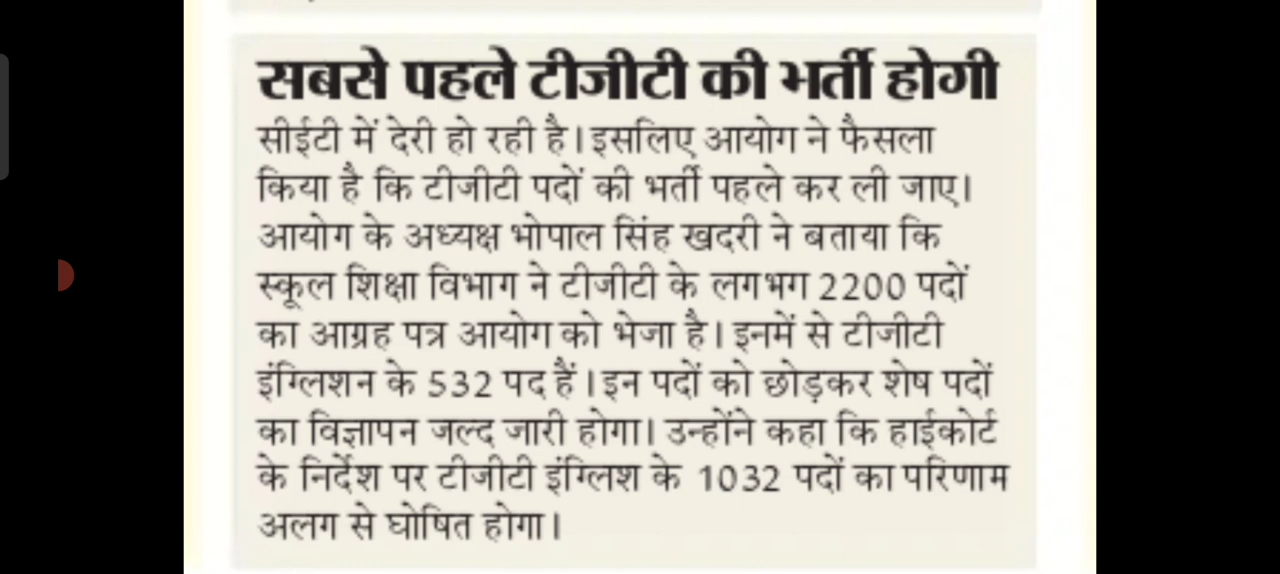 सबसे पहले टीजीटी की भर्ती होगी
सीईटी में देरी हो रही है। इसलिए आयोग ने फैसला
किया है कि टीजीटी पदों की भर्ती पहले कर ली जाए।
आयोग के अध्यक्ष भोपाल सिंह खदरी ने बताया कि
स्कूल शिक्षा विभाग ने टीजीटी के लगभग 2200 पदों
का आग्रह पत्र आयोग को भेजा है। इनमें से टीजीटी
इंग्लिशन के 532 पद हैं। इन पदों को छोड़कर शेष पदों
का विज्ञापन जल्द जारी होगा। उन्होंने कहा कि हाईकोर्ट
के निर्देश पर टीजीटी इंग्लिश के 1032 पदों का परिणाम
अलग से घोषित होगा।